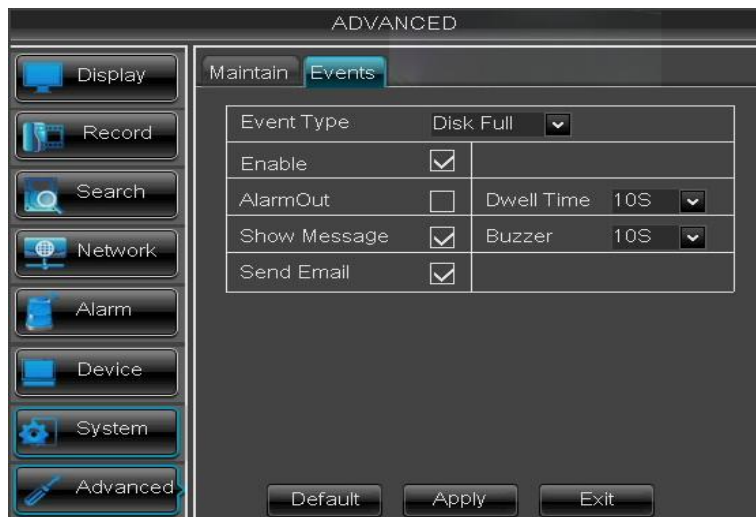 ADVANCED
Display
Record
Search
Network
Alarm
Device
System
Advanced
Maintain Events
Event Type Disk Full
Enable
AlarmOut Dwell Time 10S
Show Message Buzzer 10S
Send Email
Default Apply Exit